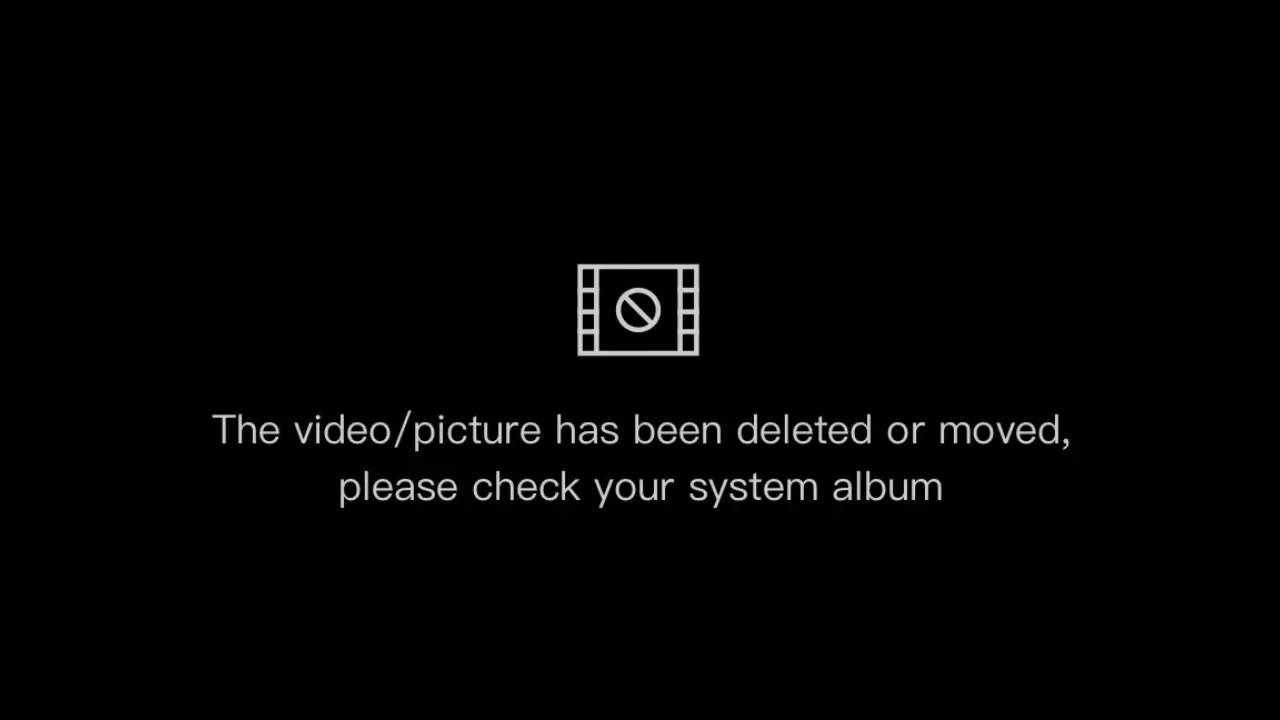 The video/picture has been deleted or moved,
please check your system album